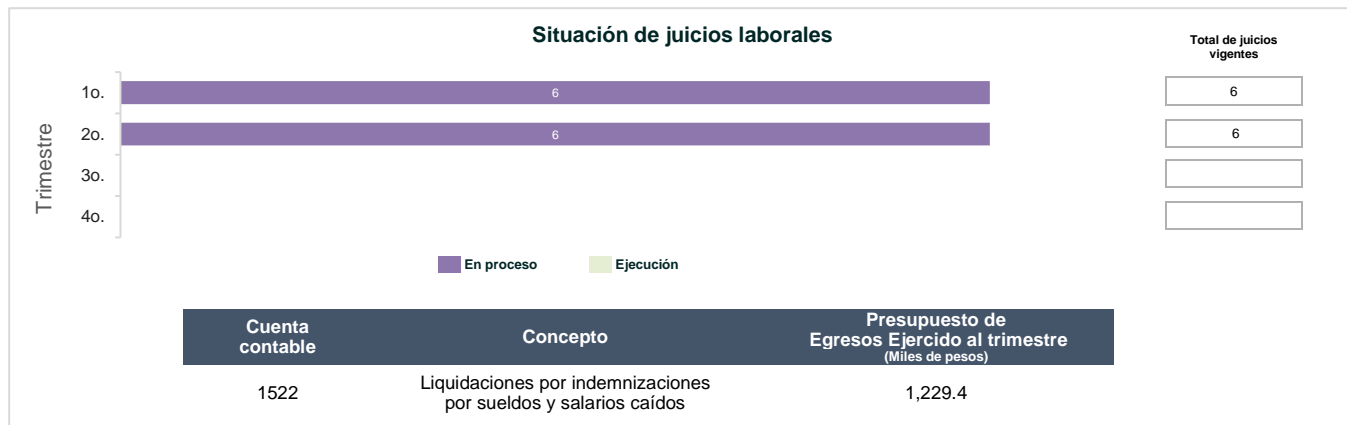 Situación de juicios laborales
Total de juicios
vigentes
Trimestre
1o.
6
6
2o.
6
6
3o.
4o.
En proceso
Ejecución
Cuenta
contable
Concepto
Presupuesto de
Egresos Ejercido al trimestre
(Miles de pesos)
1522
Liquidaciones por indemnizaciones
por sueldos y salarios caídos
1,229.4